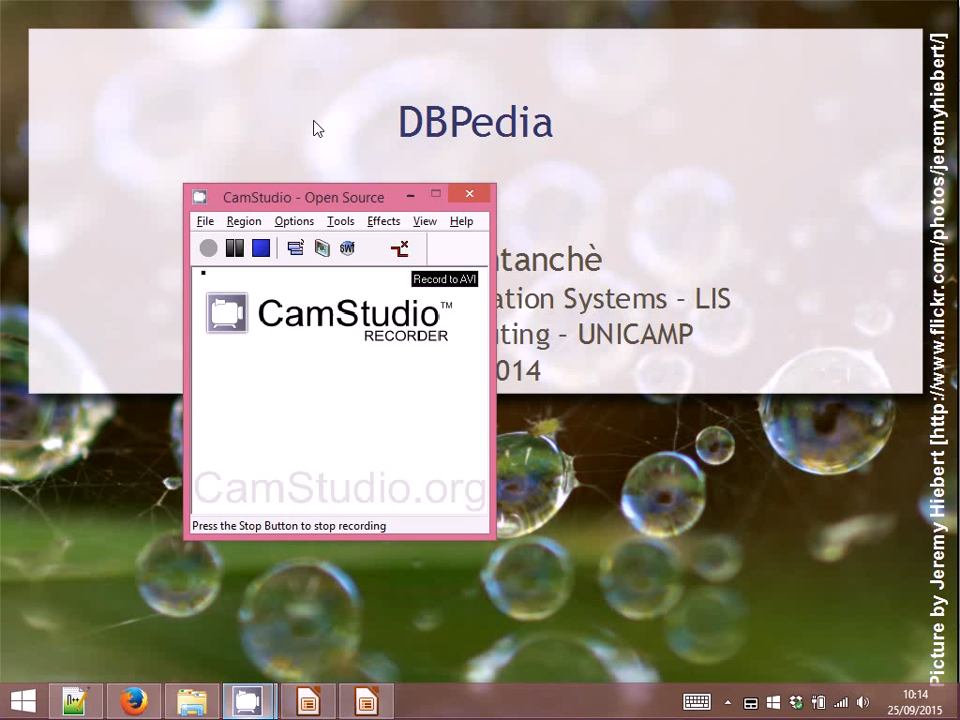 DBPedia
CamStudio - Open Source
File Region Options Tools Effects View Help
Record to AVI
CamStudio™
RECORDER
CamStudio.org
Press the Stop Button to stop recording
tanchè
ation Systems - LIS
uting - UNICAMP
014
Picture by Jeremy Hiebert [http://www.flickr.com/photos/jeremyhiebert/]
10:14
25/09/2015